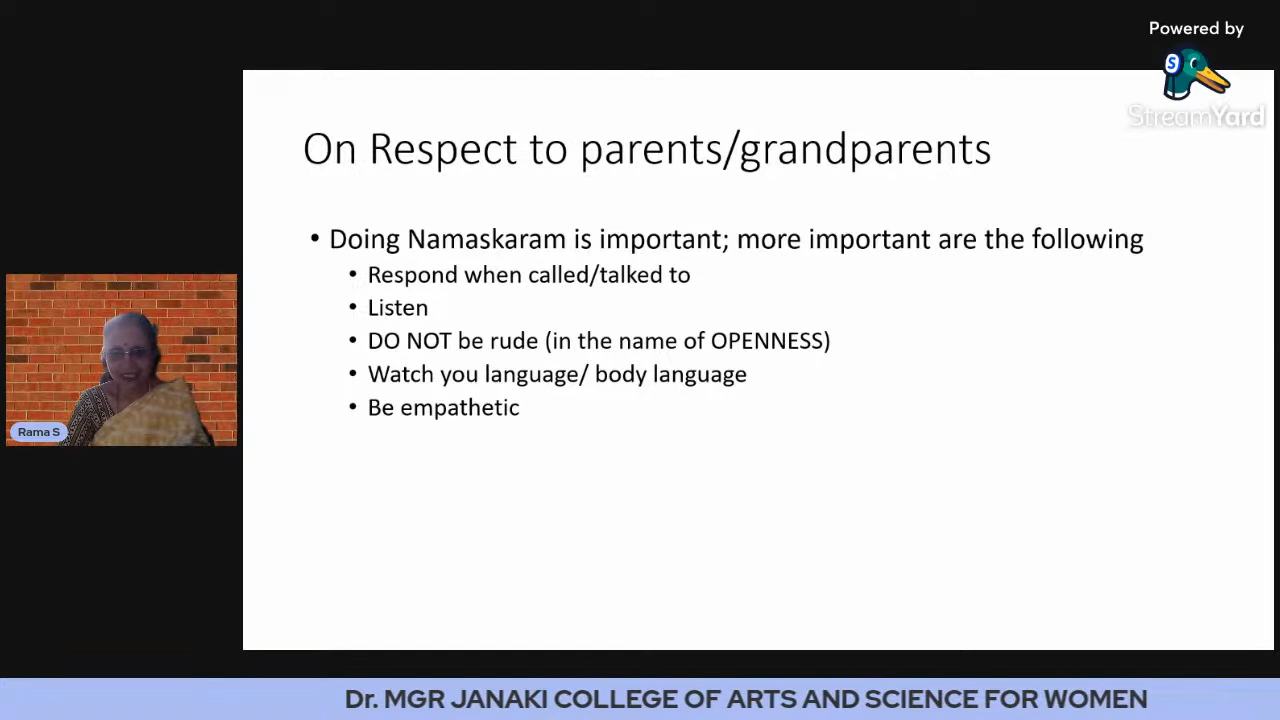 Powered by
S
StreamYard
On Respect to parents/grandparents
• Doing Namaskaram is important; more important are the following
• Respond when called/talked to
• Listen
• DO NOT be rude (in the name of OPENNESS)
• Watch you language/ body language
• Be empathetic
Rama S
Dr. MGR JANAKI COLLEGE OF ARTS AND SCIENCE FOR WOMEN